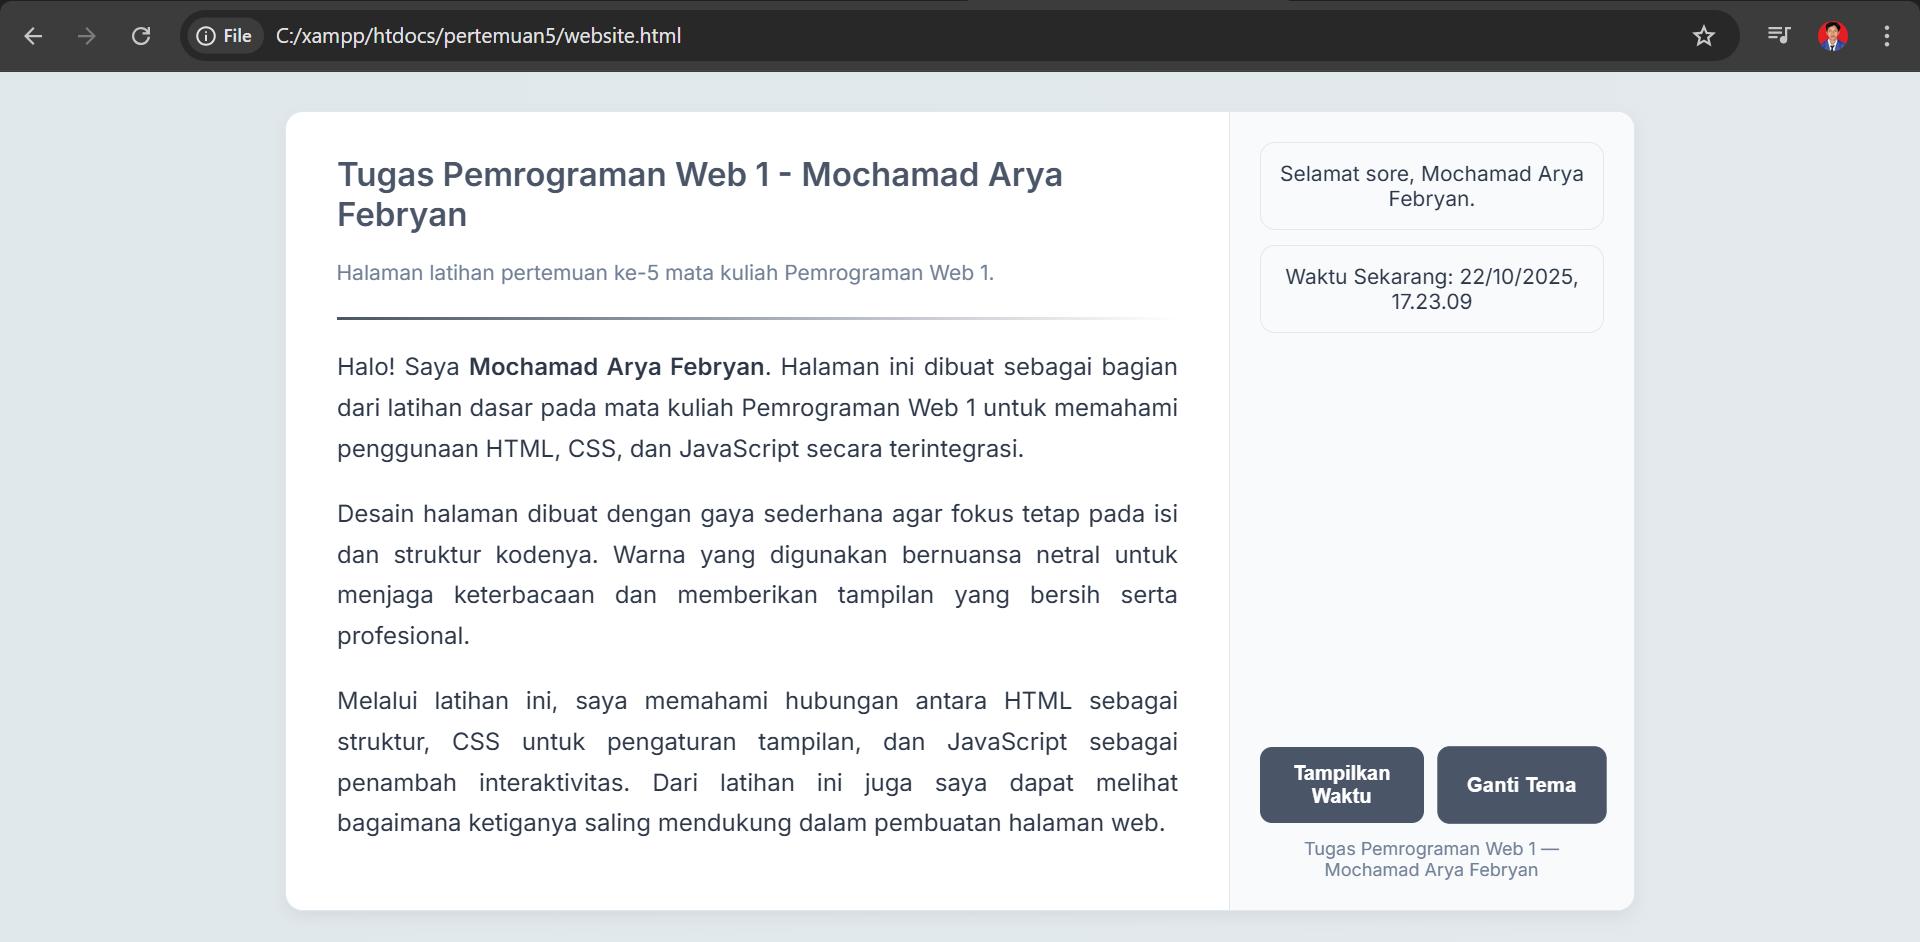 File
C:/xampp/htdocs/pertemuan5/website.html
Tugas Pemrograman Web 1 - Mochamad Arya
Febryan
Halaman latihan pertemuan ke-5 mata kuliah Pemrograman Web 1.
Halo! Saya Mochamad Arya Febryan. Halaman ini dibuat sebagai bagian
dari latihan dasar pada mata kuliah Pemrograman Web 1 untuk memahami
penggunaan HTML, CSS, dan JavaScript secara terintegrasi.
Desain halaman dibuat dengan gaya sederhana agar fokus tetap pada isi
dan struktur kodenya. Warna yang digunakan bernuansa netral untuk
menjaga keterbacaan dan memberikan tampilan yang bersih serta
profesional.
Melalui latihan ini, saya memahami hubungan antara HTML sebagai
struktur, CSS untuk pengaturan tampilan, dan JavaScript sebagai
penambah interaktivitas. Dari latihan ini juga saya dapat melihat
bagaimana ketiganya saling mendukung dalam pembuatan halaman web.
Selamat sore, Mochamad Arya
Febryan.
Waktu Sekarang: 22/10/2025,
17.23.09
Tampilkan
Waktu
Ganti Tema
Tugas Pemrograman Web 1 —
Mochamad Arya Febryan